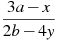 3a − x
2b − 4y